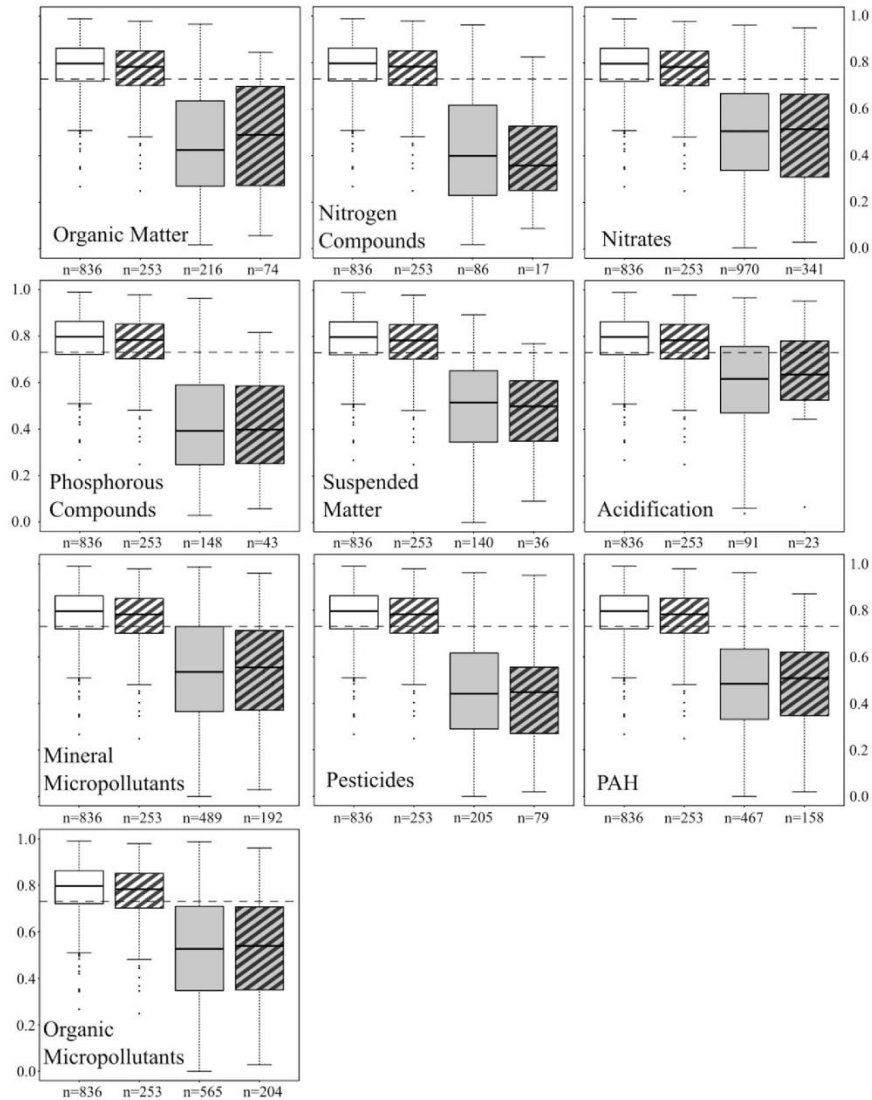 1.0
0.8
0.6
0.4
0.2
0.0
Organic Matter
Nitrogen
Compounds
Nitrates
n=836 n=253 n=216 n=74
n=836 n=253 n=86 n=17
n=836 n=253 n=970 n=341
1.0
0.8
0.6
0.4
0.2
0.0
Phosphorous
Compounds
Suspended
Matter
Acidification
n=836 n=253 n=148 n=43
n=836 n=253 n=140 n=36
n=836 n=253 n=91 n=23
1.0
0.8
0.6
0.4
0.2
0.0
Mineral
Micropollutants
Pesticides
PAH
n=836 n=253 n=489 n=192
n=836 n=253 n=205 n=79
n=836 n=253 n=467 n=158
1.0
0.8
0.6
0.4
0.2
0.0
Organic
Micropollutants
n=836 n=253 n=565 n=204